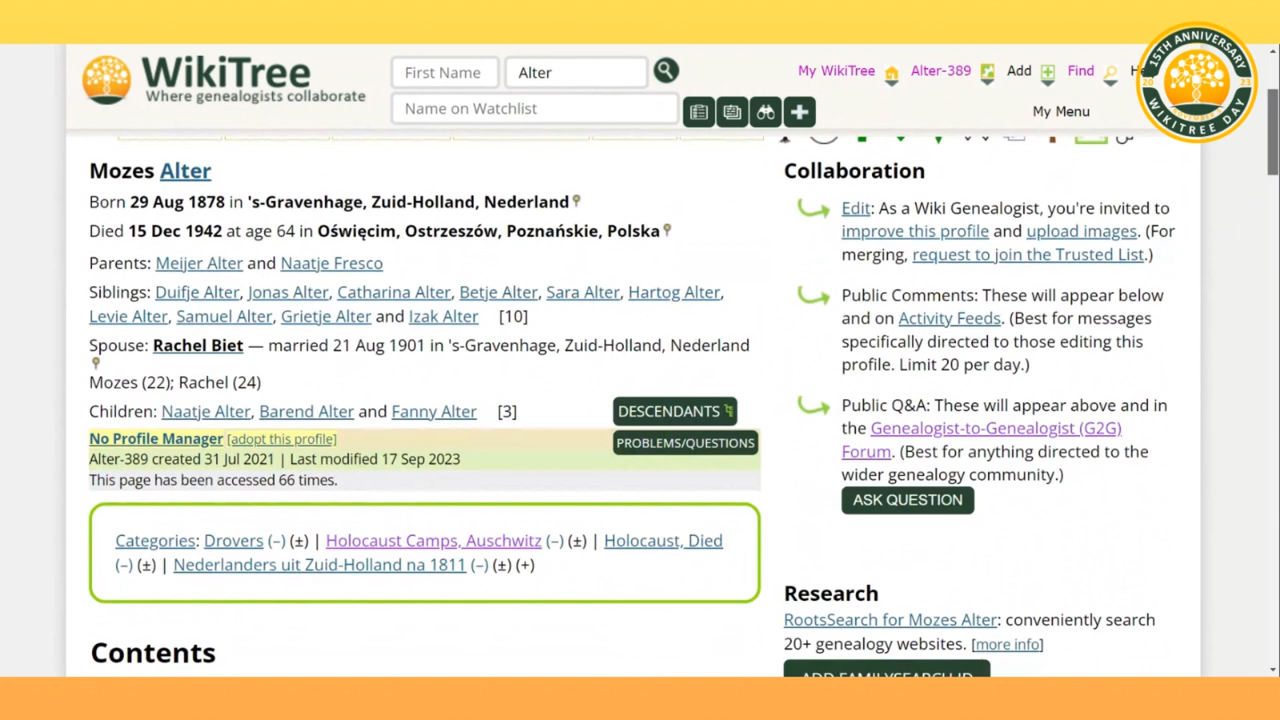 WikiTree
Where genealogists collaborate
First Name
Alter
Name on Watchlist
My WikiTree
Alter-389
Add
Find
My Menu
15TH ANNIVERSARY
20 23
WIKITREE DAY
Mozes Alter
Born 29 Aug 1878 in 's-Gravenhage, Zuid-Holland, Nederland
Died 15 Dec 1942 at age 64 in Oświęcim, Ostrzeszów, Poznańskie, Polska
Parents: Meijer Alter and Naatje Fresco
Siblings: Duifje Alter, Jonas Alter, Catharina Alter, Betje Alter, Sara Alter, Hartog Alter,
Levie Alter, Samuel Alter, Grietje Alter and Izak Alter [10]
Spouse: Rachel Biet — married 21 Aug 1901 in 's-Gravenhage, Zuid-Holland, Nederland
Mozes (22); Rachel (24)
Children: Naatje Alter, Barend Alter and Fanny Alter [3]
DESCENDANTS
No Profile Manager [adopt this profile]
PROBLEMS/QUESTIONS
Alter-389 created 31 Jul 2021 | Last modified 17 Sep 2023
This page has been accessed 66 times.
Categories: Drovers (–) (±) | Holocaust Camps, Auschwitz (–) (±) | Holocaust, Died
(–) (±) | Nederlanders uit Zuid-Holland na 1811 (–) (±) (+)
Contents
Collaboration
Edit: As a Wiki Genealogist, you're invited to
improve this profile and upload images. (For
merging, request to join the Trusted List.)
Public Comments: These will appear below
and on Activity Feeds. (Best for messages
specifically directed to those editing this
profile. Limit 20 per day.)
Public Q&A: These will appear above and in
the Genealogist-to-Genealogist (G2G)
Forum. (Best for anything directed to the
wider genealogy community.)
ASK QUESTION
Research
RootsSearch for Mozes Alter: conveniently search
20+ genealogy websites. [more info]
ADD FAMILYSEARCH ID